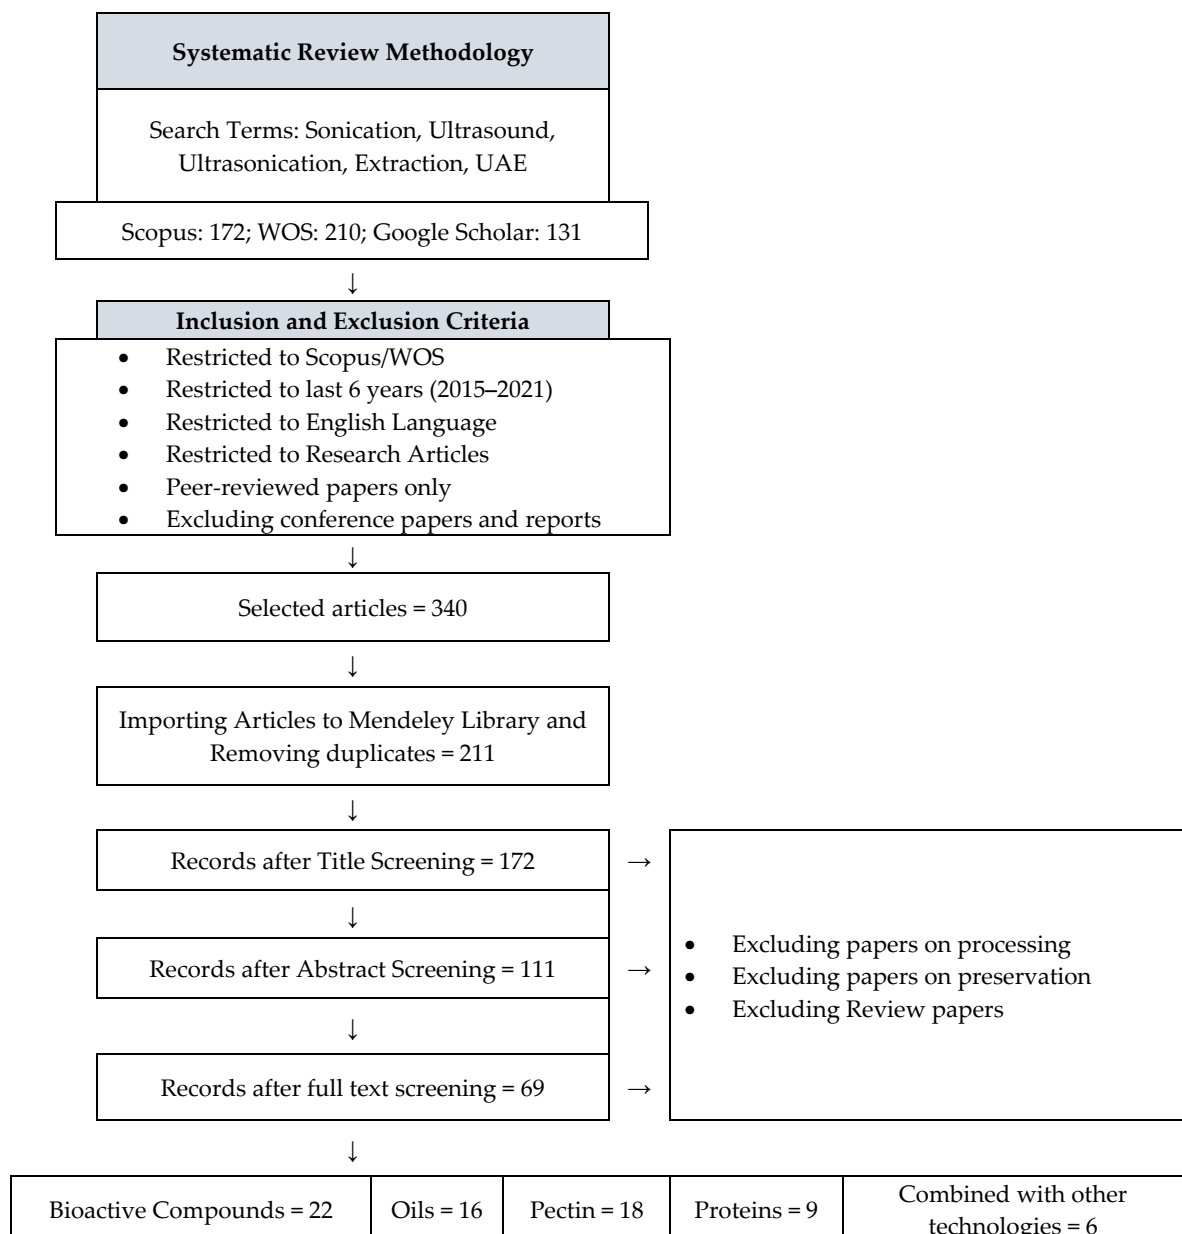 Systematic Review Methodology
Search Terms: Sonication, Ultrasound,
Ultrasonication, Extraction, UAE
Scopus: 172; WOS: 210; Google Scholar: 131
↓
Inclusion and Exclusion Criteria
• Restricted to Scopus/WOS
• Restricted to last 6 years (2015–2021)
• Restricted to English Language
• Restricted to Research Articles
• Peer-reviewed papers only
• Excluding conference papers and reports
↓
Selected articles = 340
↓
Importing Articles to Mendeley Library and
Removing duplicates = 211
↓
Records after Title Screening = 172 →
↓
Records after Abstract Screening = 111 →
↓
Records after full text screening = 69 →
• Excluding papers on processing
• Excluding papers on preservation
• Excluding Review papers
↓
Bioactive Compounds = 22
Oils = 16
Pectin = 18
Proteins = 9
Combined with other
technologies = 6